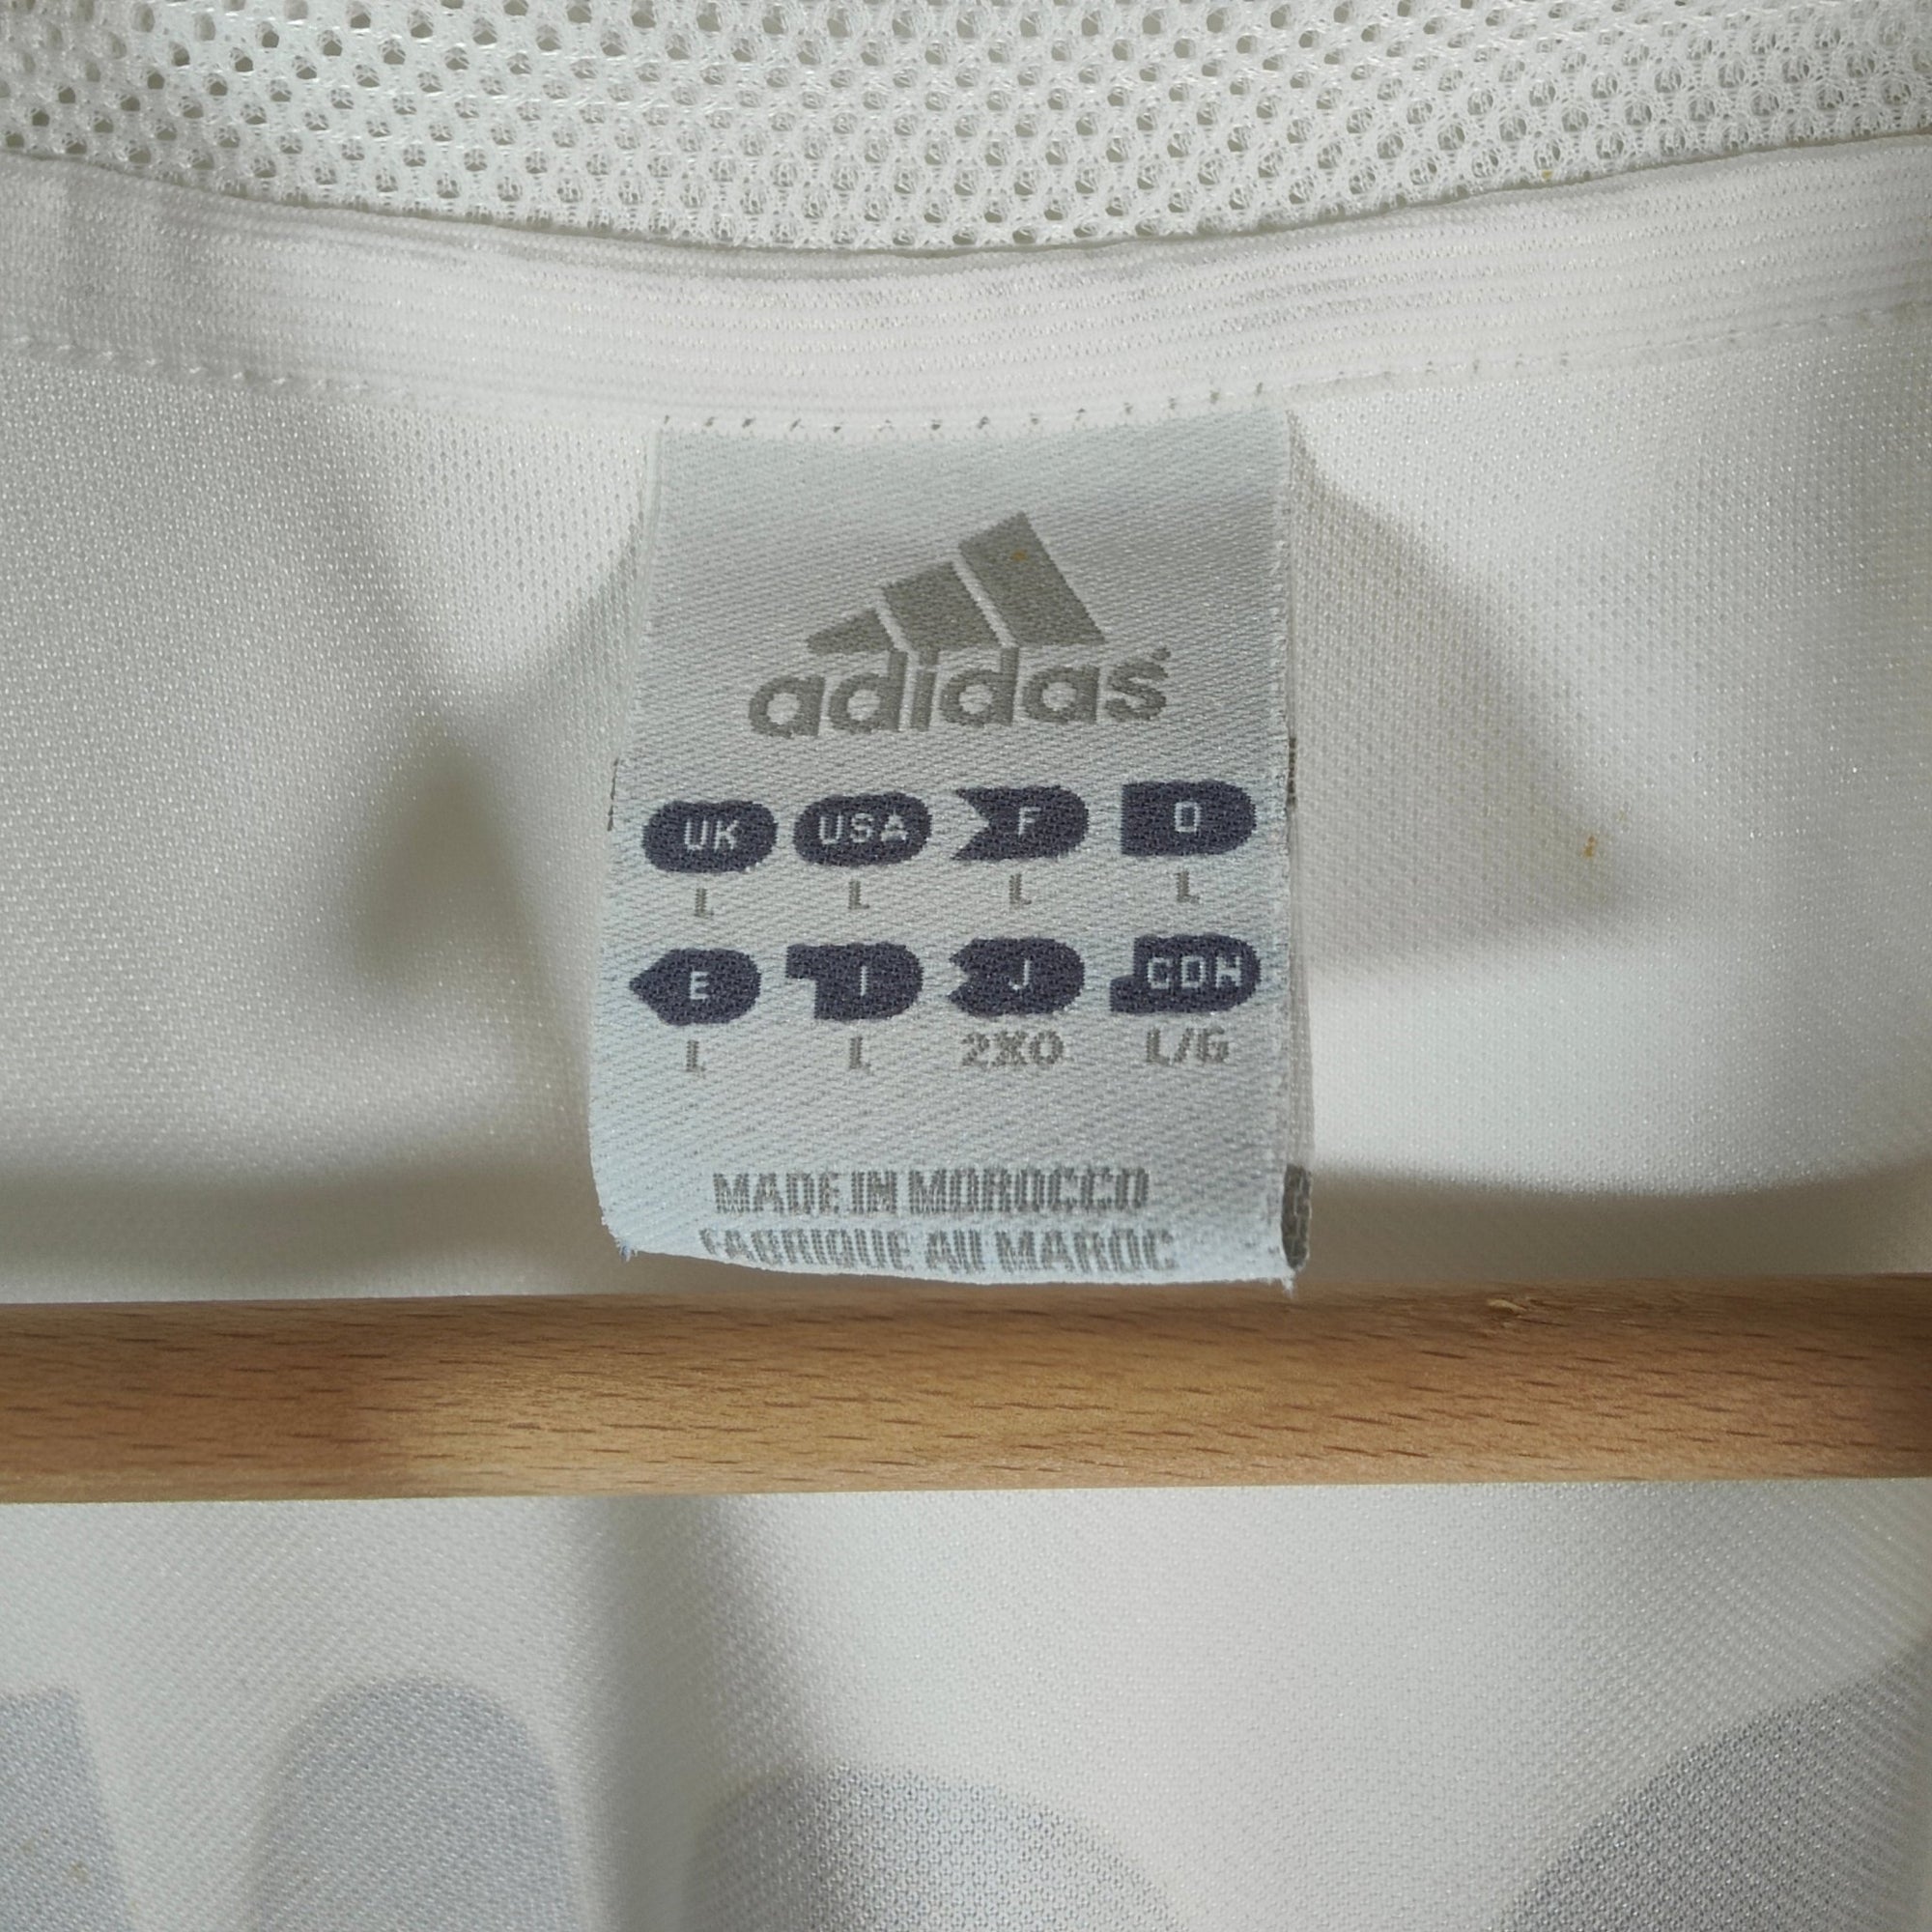 adidas
UK USA F D
L L L L
E I J CDN
L L 2XO L/G
MADE IN MOROCCO
FABRIQUE AU MAROC